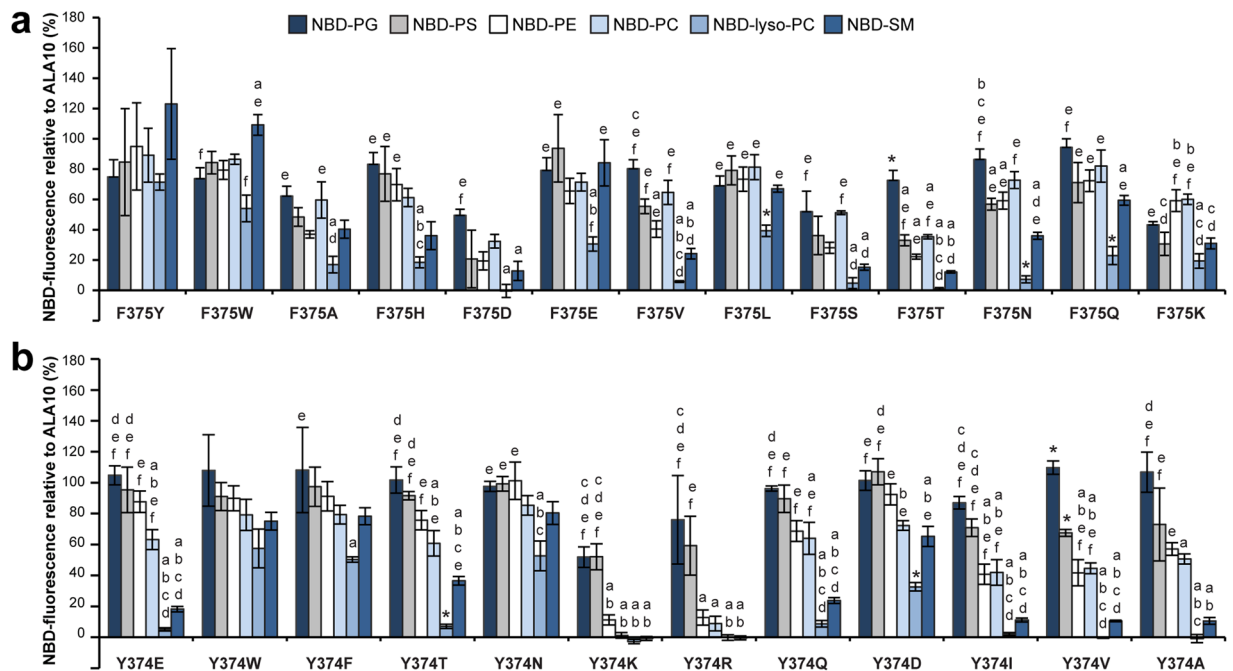 a
NBD-PG NBD-PS NBD-PE NBD-PC NBD-lyso-PC NBD-SM
NBD-fluorescence relative to ALA10 (%)
180
160
140
120
100
80
60
40
20
0
f
a
e
f
e
e
a
d
e
e
e
a
b
c
e
f
a
d
e
e
a
b
f
e
c
e
f
e
f
a
e
e
f
a
b
c
d
b
d
e
e
e
e
*
e
e
f
e
f
a
d
a
d
*
a
e
f
a
e
a
e
f
a
b
c
d
a
b
d
b
c
e
f
a
e
a
e
e
f
*
a
d
e
e
f
e
e
e
*
a
e
e
c
d
b
e
f
b
e
f
a
c
d
c
d
F375Y F375W F375A F375H F375D F375E F375V F375L F375S F375T F375N F375Q F375K
b
NBD-fluorescence relative to ALA10 (%)
180
160
140
120
100
80
60
40
20
0
d
e
f
d
e
f
e
f
a
b
e
f
a
b
c
d
a
b
c
d
e
a
d
e
f
d
e
f
e
f
a
b
e
*
a
b
c
e
e
e
e
a
b
c
c
d
e
f
c
d
e
f
a
b
a
b
a
b
a
b
c
d
e
f
c
d
e
f
a
a
a
b
a
b
d
e
f
e
f
e
f
a
e
f
a
b
c
d
a
b
c
d
d
e
f
d
e
f
e
b
e
*
a
b
e
c
d
e
f
c
d
e
f
a
b
e
f
a
b
e
f
a
b
c
d
a
b
c
d
*
*
a
b
e
f
a
b
e
f
a
b
c
d
a
b
c
d
d
e
f
e
f
e
a
e
a
b
c
d
a
b
Y374E Y374W Y374F Y374T Y374N Y374K Y374R Y374Q Y374D Y374I Y374V Y374A